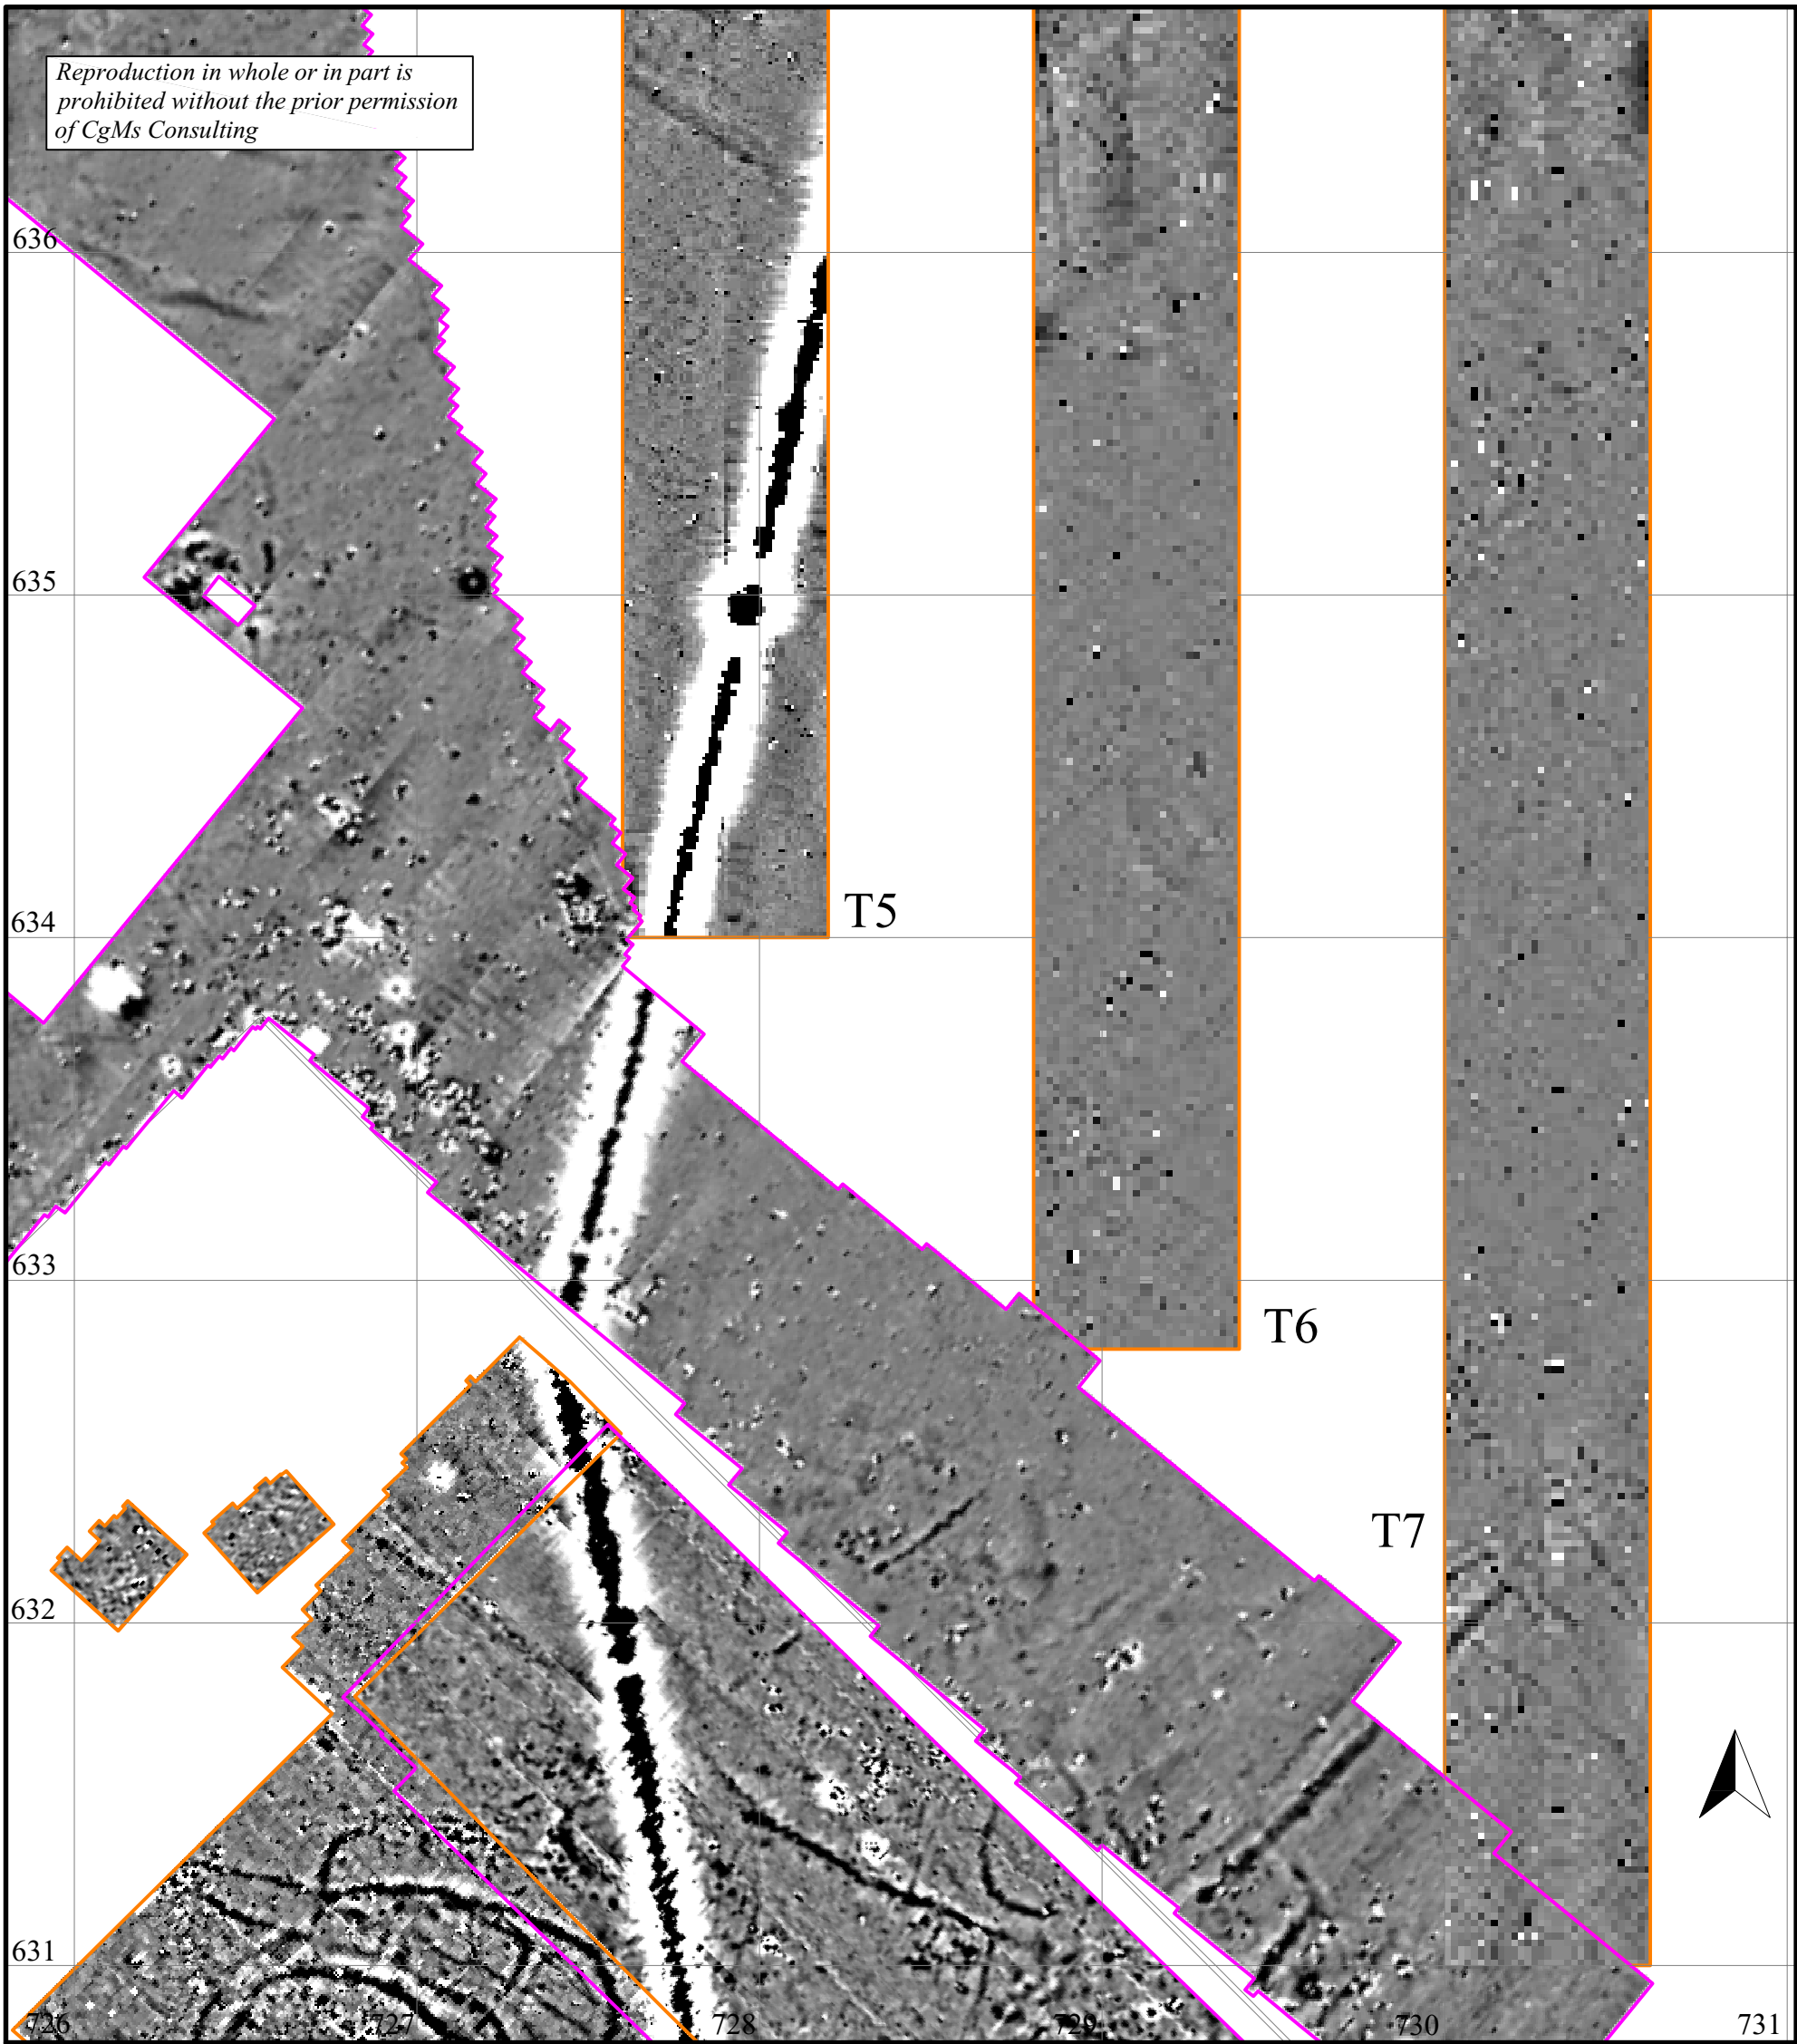 Reproduction in whole or in part is
prohibited without the prior permission
of CgMs Consulting
636
635
634
T5
633
T6
T7
632
631
726
727
728
729
730
731